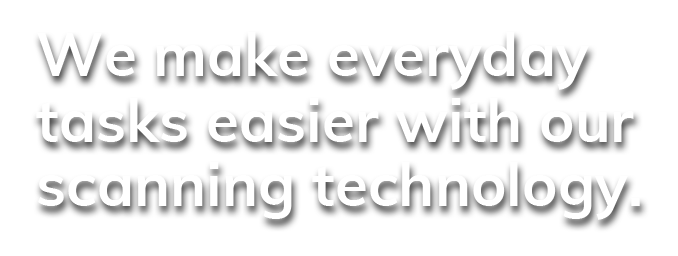 We make everyday
tasks easier with our
scanning technology.